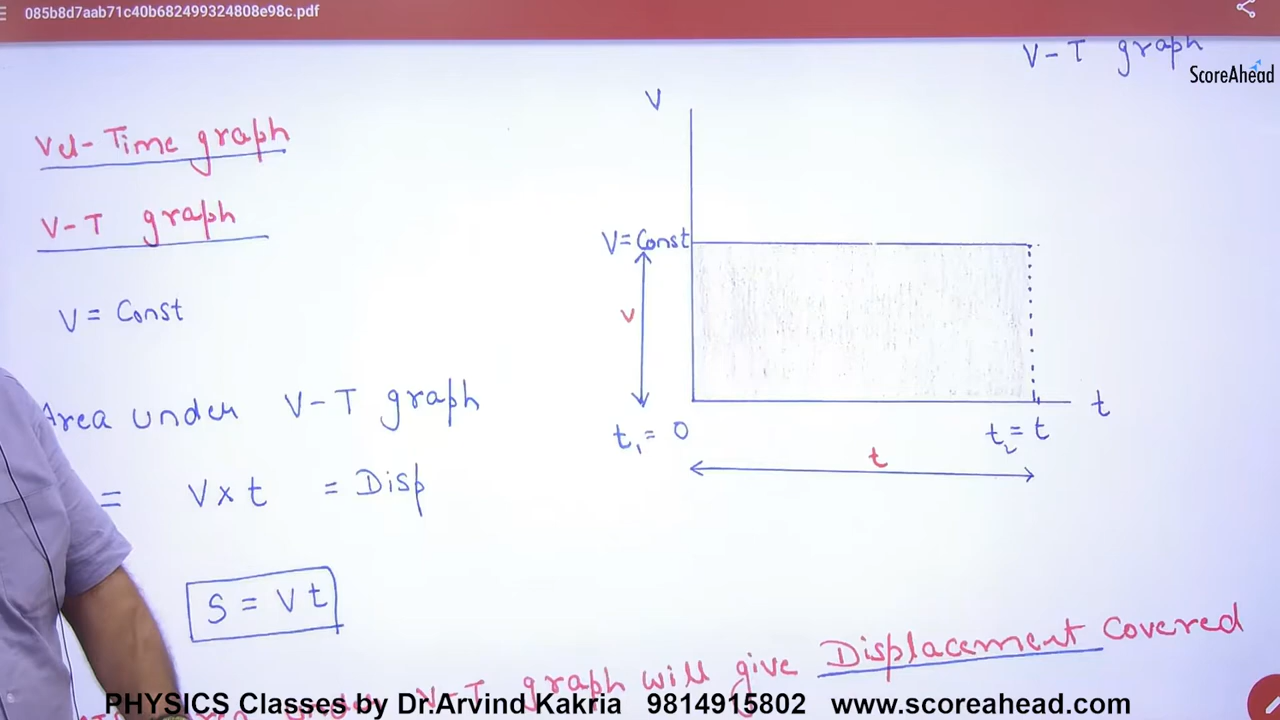 085b8d7aab71c40b682499324808e98c.pdf
V-T graph
ScoreAhead
Vel-Time graph
V-T graph
V = Const
Area under V-T graph
= V x t = Disp
S = Vt
V
V=Const
v
t₁ = 0
t₂ = t
t
t
graph will give Displacement Covered
PHYSICS Classes by Dr.Arvind Kakria 9814915802 www.scoreahead.com